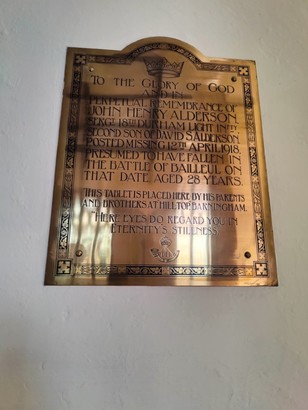 TO THE GLORY OF GOD
AND IN
PERPETUAL REMEMBRANCE OF
JOHN HENRY ALDERSON
SERGT 18TH DURHAM LIGHT INFTY
SECOND SON OF DAVID S. ALDERSON.
POSTED MISSING 12TH APRIL 1918.
PRESUMED TO HAVE FALLEN IN
THE BATTLE OF BAILLEUL ON
THAT DATE. AGED 28 YEARS.
THIS TABLET IS PLACED HERE BY HIS PARENTS
AND BROTHERS AT HILL TOP BARNINGHAM.
"HERE EYES DO REGARD YOU IN
ETERNITY'S STILLNESS"